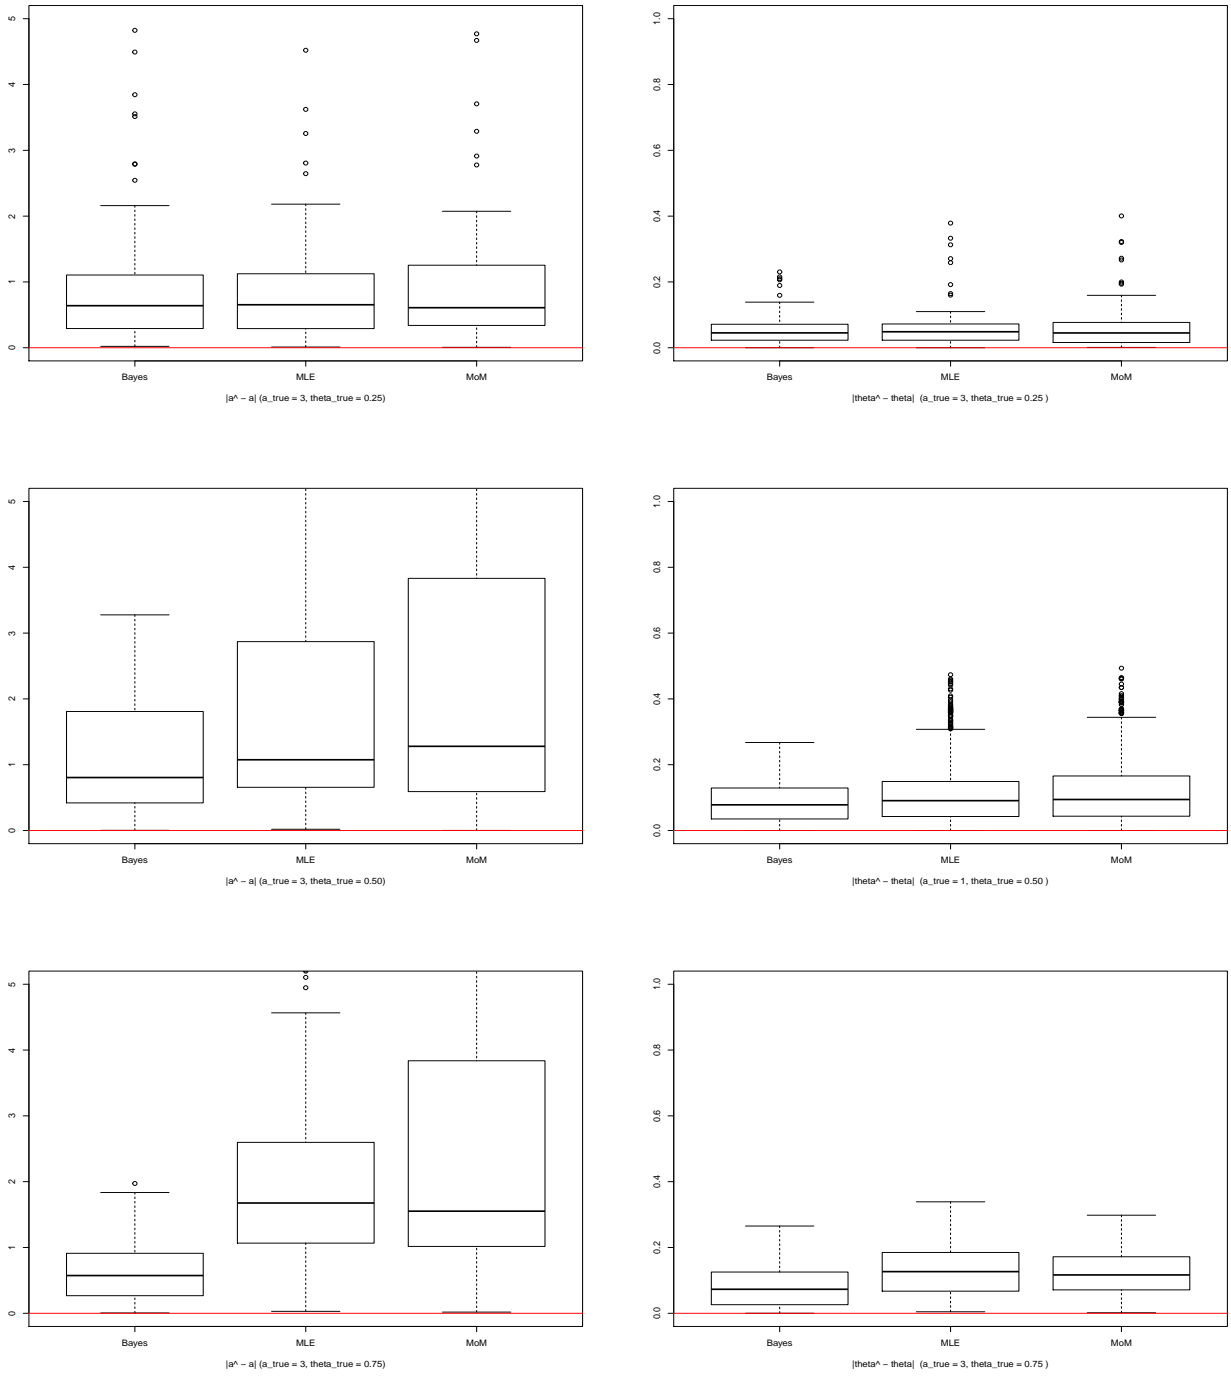 0 1 2 3 4 5
Bayes MLE MoM
|a^ − a| (a_true = 3, theta_true = 0.25)
0.0 0.2 0.4 0.6 0.8 1.0
Bayes MLE MoM
|theta^ − theta| (a_true = 3, theta_true = 0.25 )
0 1 2 3 4 5
Bayes MLE MoM
|a^ − a| (a_true = 3, theta_true = 0.50)
0.0 0.2 0.4 0.6 0.8 1.0
Bayes MLE MoM
|theta^ − theta| (a_true = 1, theta_true = 0.50 )
0 1 2 3 4 5
Bayes MLE MoM
|a^ − a| (a_true = 3, theta_true = 0.75)
0.0 0.2 0.4 0.6 0.8 1.0
Bayes MLE MoM
|theta^ − theta| (a_true = 3, theta_true = 0.75 )